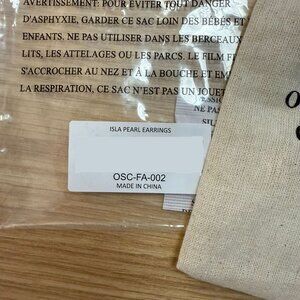 AVERTISSEMENT: POUR ÉVITER TOUT DANGER
D'ASPHYXIE, GARDER CE SAC LOIN DES BÉBÉS ET
ENFANTS. NE PAS UTILISER DANS LES BERCEAUX
LITS, LES ATTELAGES OU LES PARCS. LE FILM
S'ACCROCHER AU NEZ ET À LA BOUCHE ET EM
LA RESPIRATION, CE SAC N'EST PAS UN JOUET
NE PAS
ISLA PEARL EARRINGS
OSC-FA-002
MADE IN CHINA